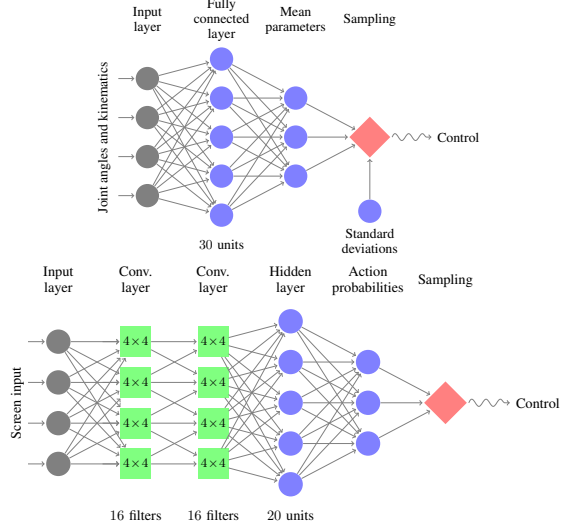 Input
layer
Fully
connected
layer
Mean
parameters
Sampling
Joint angles and kinematics
Control
30 units
Standard
deviations
Input
layer
Conv.
layer
Conv.
layer
Hidden
layer
Action
probabilities
Sampling
Screen input
4×4
4×4
4×4
4×4
4×4
4×4
4×4
4×4
Control
16 filters
16 filters
20 units